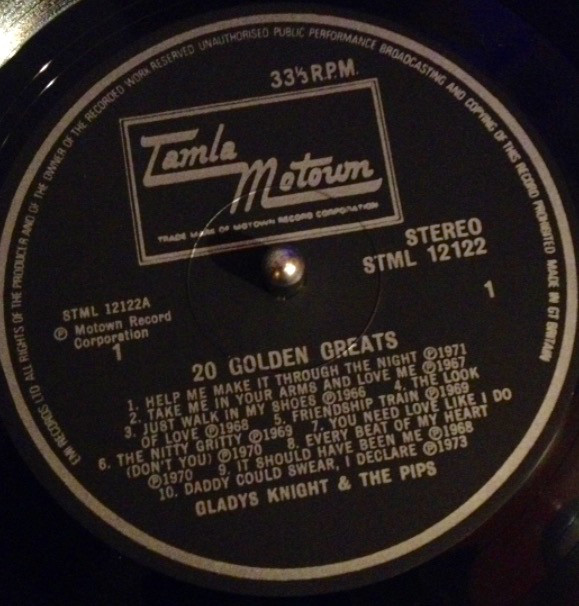 EMI RECORDS LTD ALL RIGHTS OF THE PRODUCER AND OF THE OWNER OF THE RECORDED WORK RESERVED UNAUTHORISED PUBLIC PERFORMANCE BROADCASTING AND COPYING OF THIS RECORD PROHIBITED MADE IN GT BRITAIN
33⅓ R.P.M.
Tamla
Motown
TRADE MARK OF MOTOWN RECORD CORPORATION
STEREO
STML 12122
1
STML 12122A
℗ Motown Record
Corporation
1
20 GOLDEN GREATS
1. HELP ME MAKE IT THROUGH THE NIGHT ℗1971
2. TAKE ME IN YOUR ARMS AND LOVE ME ℗1967
3. JUST WALK IN MY SHOES ℗1966 4. THE LOOK
OF LOVE ℗1968 5. FRIENDSHIP TRAIN ℗1969
6. THE NITTY GRITTY ℗1969 7. YOU NEED LOVE LIKE I DO
(DON'T YOU) ℗1970 8. EVERY BEAT OF MY HEART
℗1970 9. IT SHOULD HAVE BEEN ME ℗1968
10. DADDY COULD SWEAR, I DECLARE ℗1973
GLADYS KNIGHT & THE PIPS